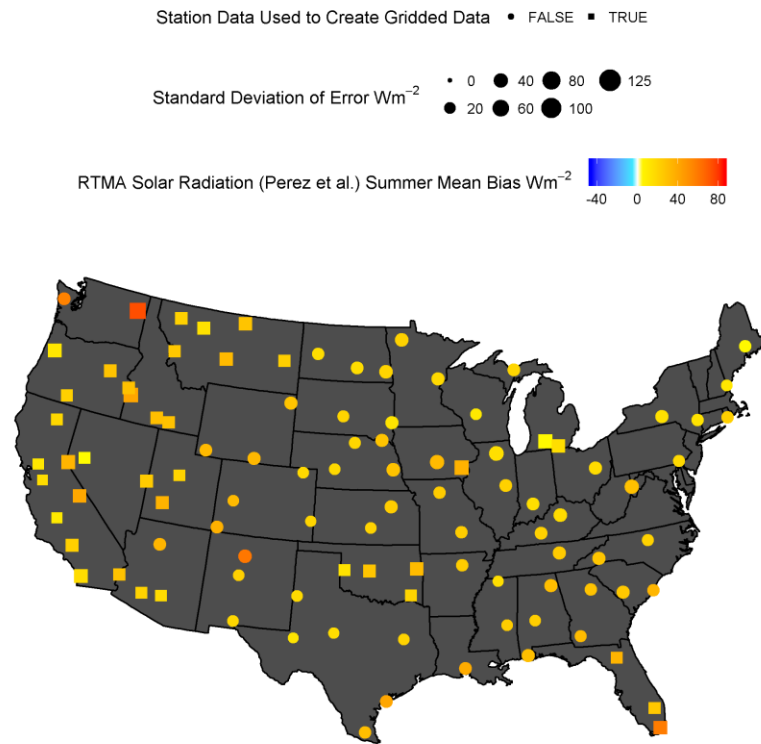 Station Data Used to Create Gridded Data FALSE TRUE
Standard Deviation of Error Wm⁻² 0 40 80 125
20 60 100
RTMA Solar Radiation (Perez et al.) Summer Mean Bias Wm⁻²
-40 0 40 80